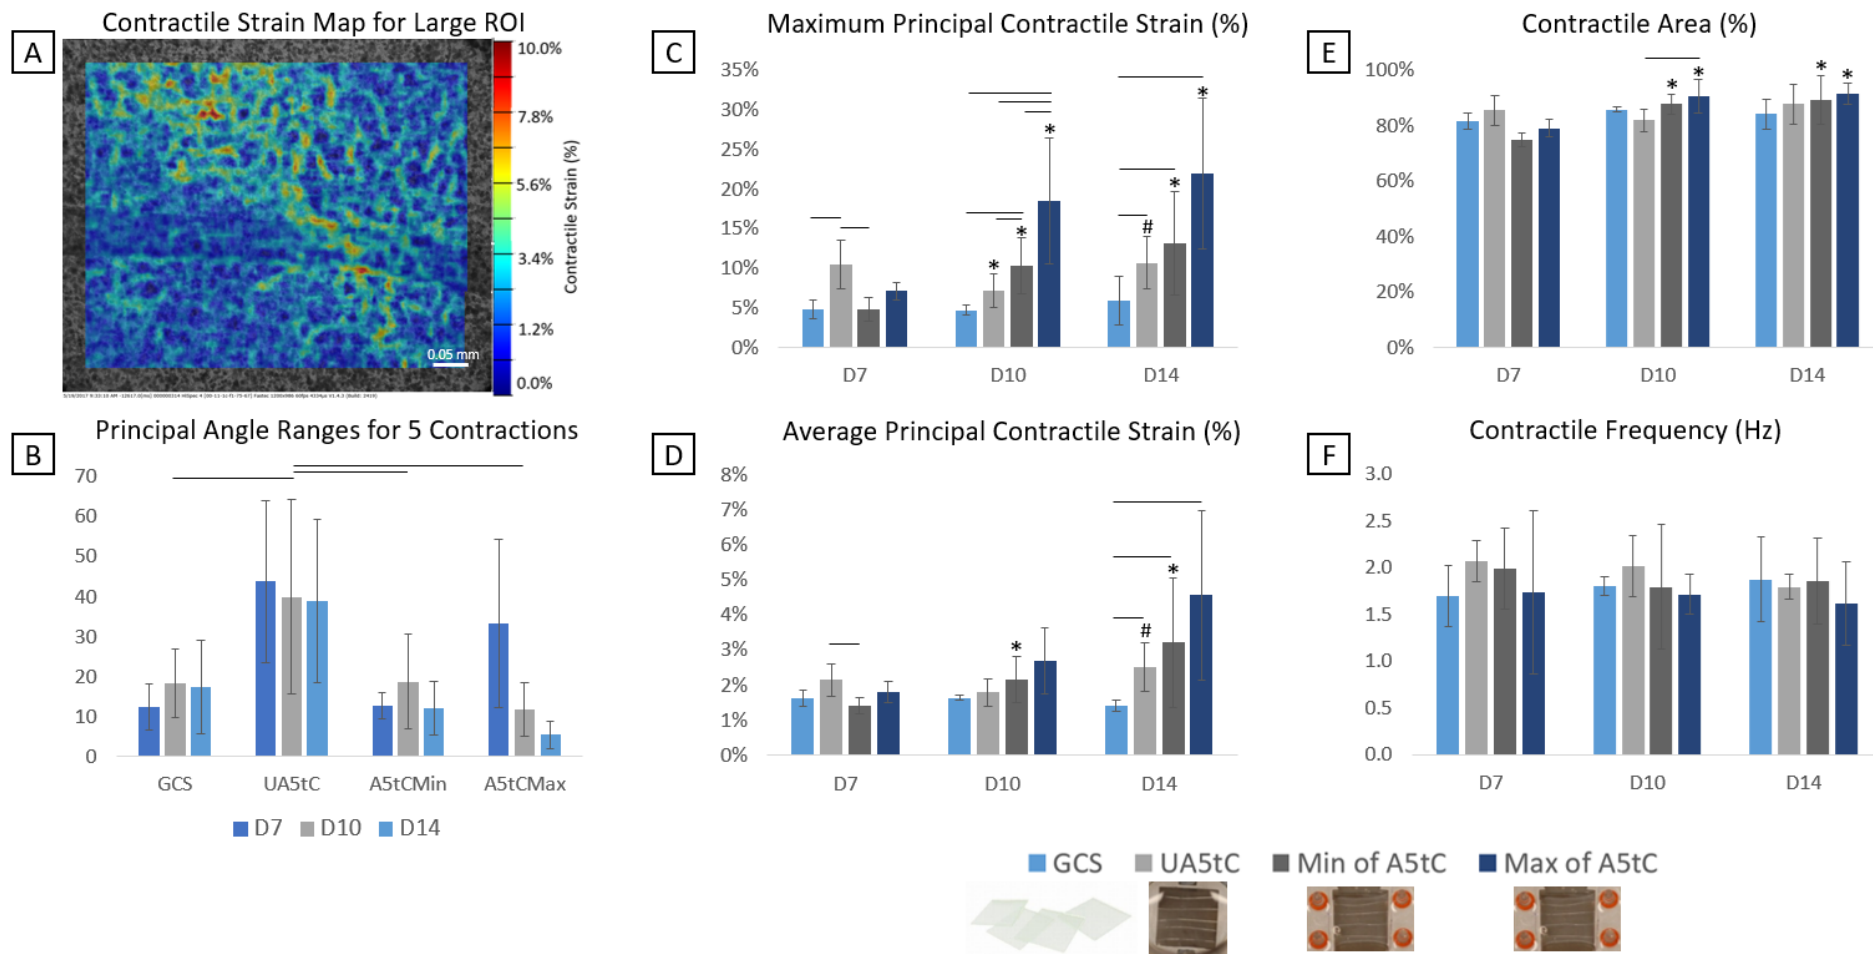 A
Contractile Strain Map for Large ROI
10.0%
7.8%
5.6%
3.4%
1.2%
0.0%
Contractile Strain (%)
0.05 mm
B
Principal Angle Ranges for 5 Contractions
70
60
50
40
30
20
10
0
GCS UA5tC A5tCMin A5tCMax
D7 D10 D14
C
Maximum Principal Contractile Strain (%)
35%
30%
25%
20%
15%
10%
5%
0%
* * * # * *
D7 D10 D14
D
Average Principal Contractile Strain (%)
8%
7%
6%
5%
4%
3%
2%
1%
0%
* # *
D7 D10 D14
E
Contractile Area (%)
100%
80%
60%
40%
20%
0%
* * * *
D7 D10 D14
F
Contractile Frequency (Hz)
3.0
2.5
2.0
1.5
1.0
0.5
0.0
D7 D10 D14
GCS UA5tC Min of A5tC Max of A5tC